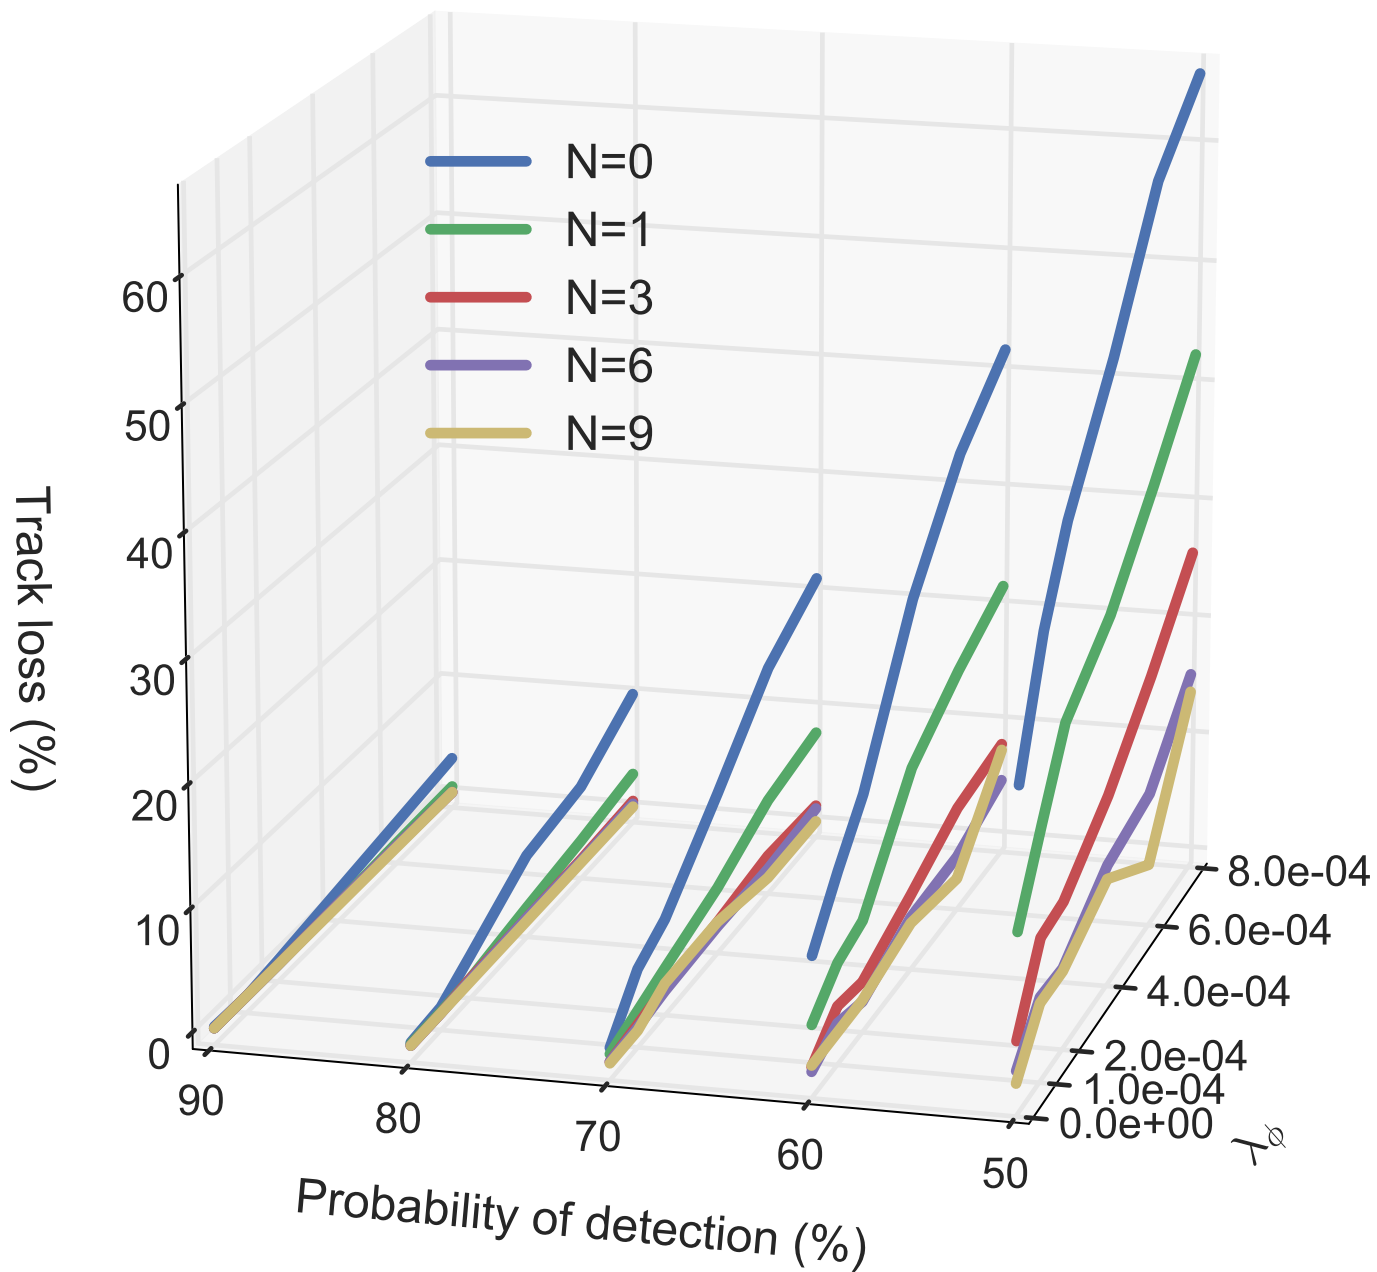 N=0
N=1
N=3
N=6
N=9
60
50
40
30
20
10
0
Track loss (%)
90
80
70
60
50
Probability of detection (%)
8.0e-04
6.0e-04
4.0e-04
2.0e-04
1.0e-04
0.0e+00
λϕ